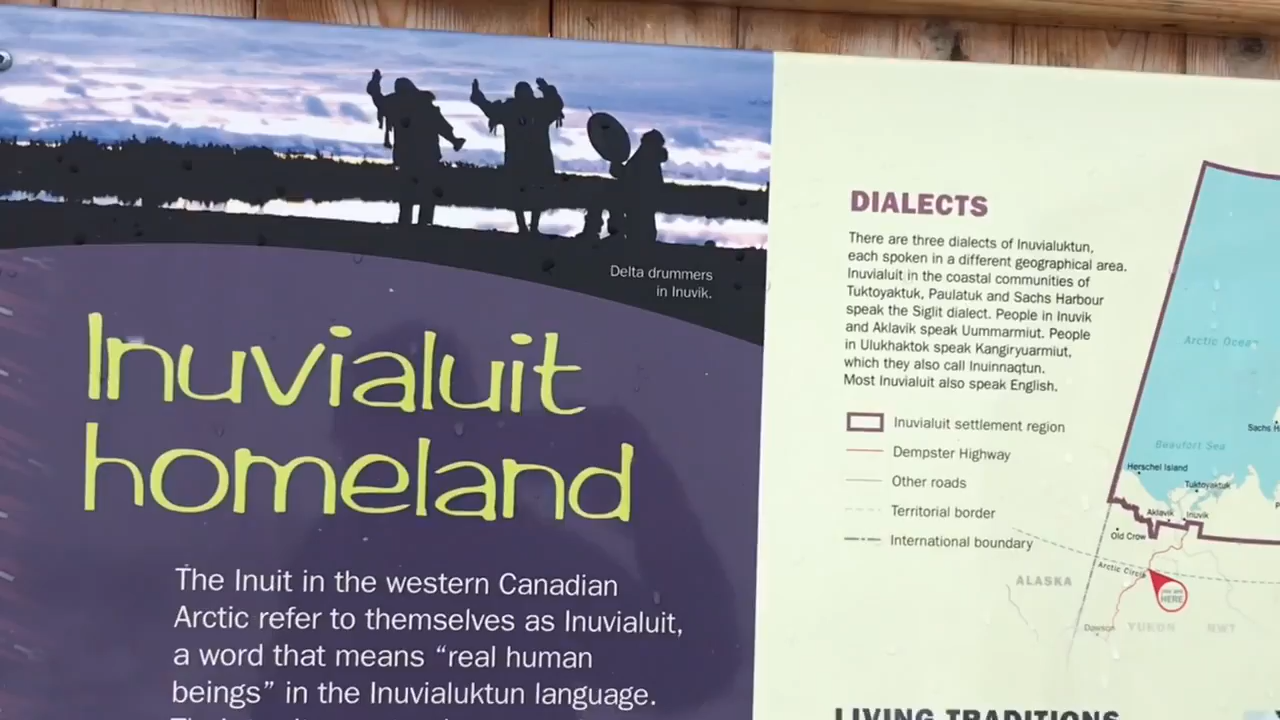 Delta drummers
in Inuvik.
Inuvialuit
homeland
The Inuit in the western Canadian
Arctic refer to themselves as Inuvialuit,
a word that means “real human
beings” in the Inuvialuktun language.
DIALECTS
There are three dialects of Inuvialuktun,
each spoken in a different geographical area.
Inuvialuit in the coastal communities of
Tuktoyaktuk, Paulatuk and Sachs Harbour
speak the Siglit dialect. People in Inuvik
and Aklavik speak Uummarmiut. People
in Ulukhaktok speak Kangiryuarmiut,
which they also call Inuinnaqtun.
Most Inuvialuit also speak English.
Inuvialuit settlement region
Dempster Highway
Other roads
Territorial border
International boundary
Arctic Ocean
Sachs H
Beaufort Sea
Herschel Island
Tuktoyaktuk
Aklavik
Inuvik
Old Crow
Arctic Circle
ALASKA
you are
HERE
Dawson
YUKON
NWT
LIVING TRADITIONS